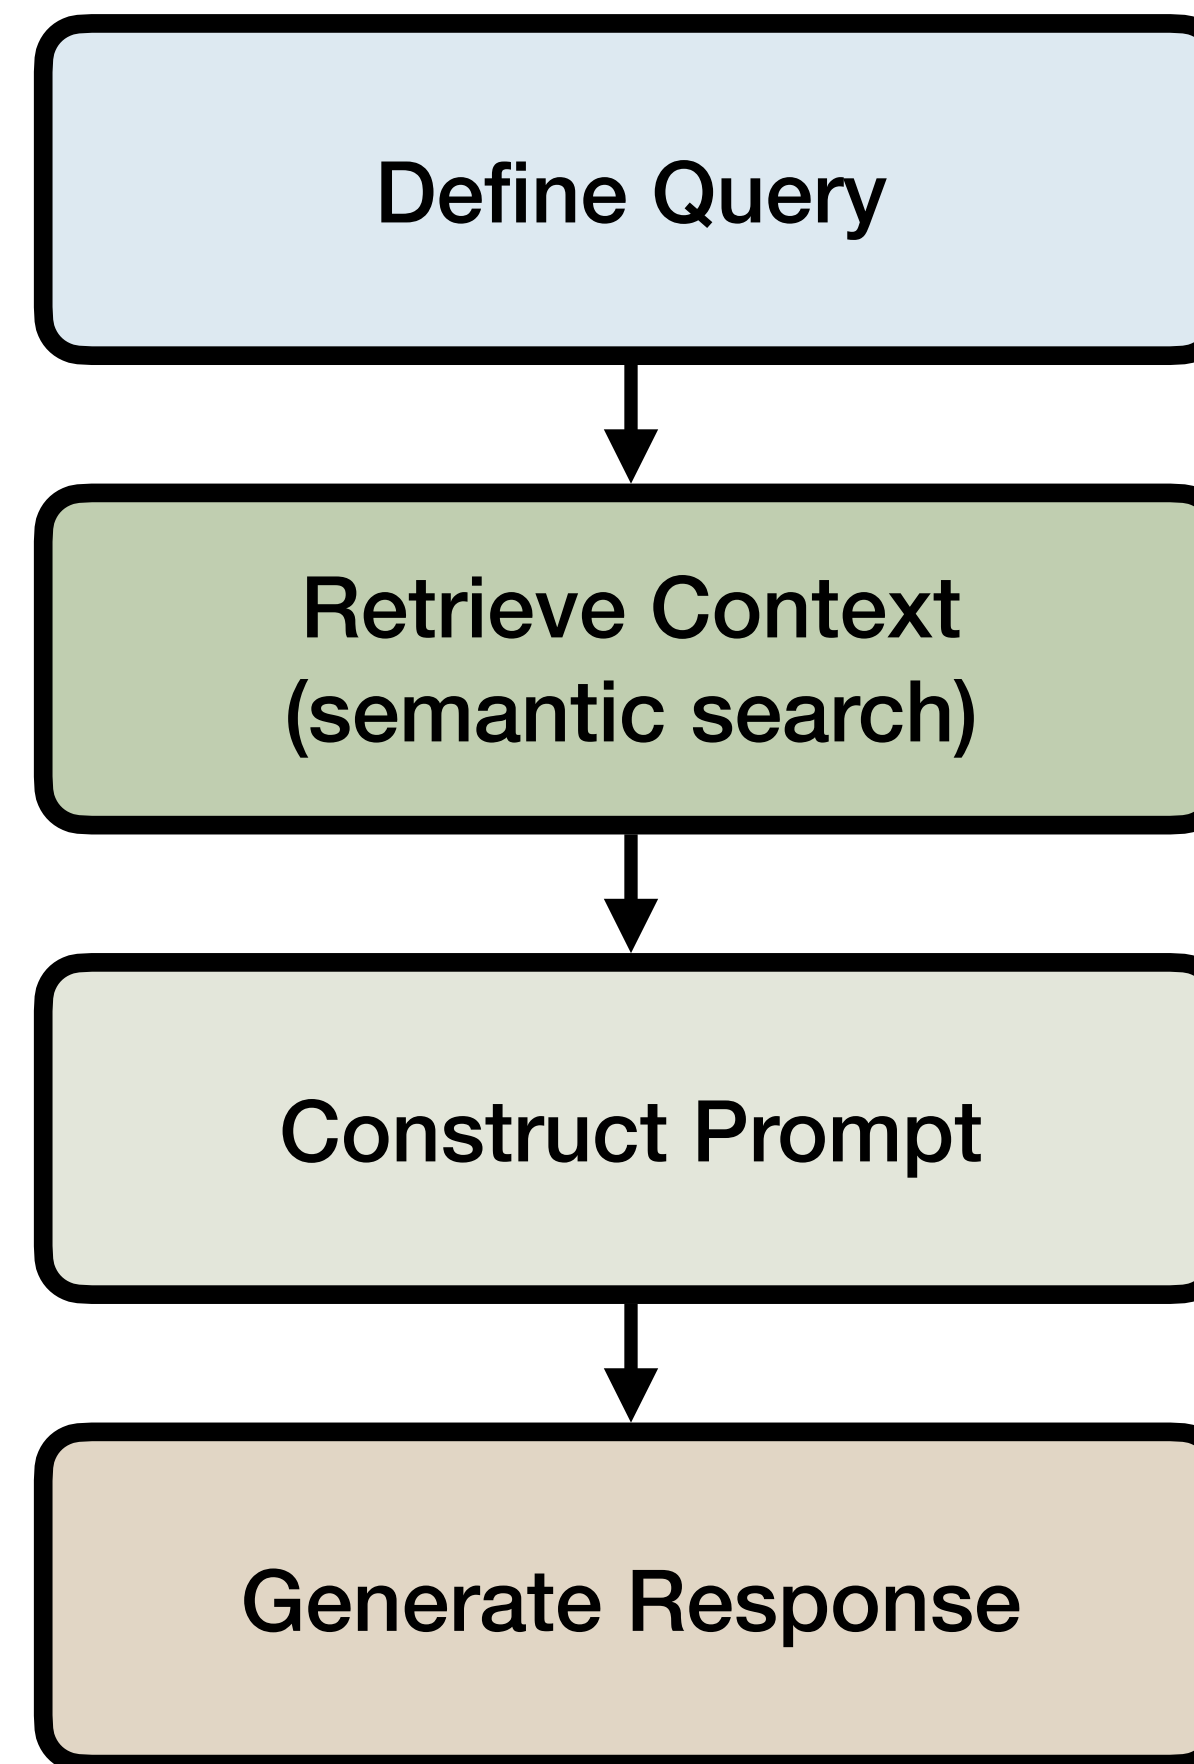 Define Query
Retrieve Context
(semantic search)
Construct Prompt
Generate Response